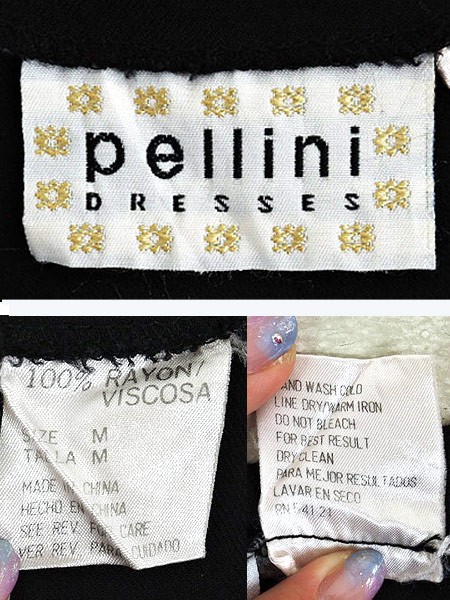 pellini
DRESSES
100% RAYON/
VISCOSA
SIZE M
TALLA M
MADE IN CHINA
HECHO EN CHINA
SEE REV. FOR CARE
VER REV. PARA CUIDADO
HAND WASH COLD
LINE DRY/WARM IRON
DO NOT BLEACH
FOR BEST RESULT
DRY CLEAN
PARA MEJOR RESULTADOS
LAVAR EN SECO
RN